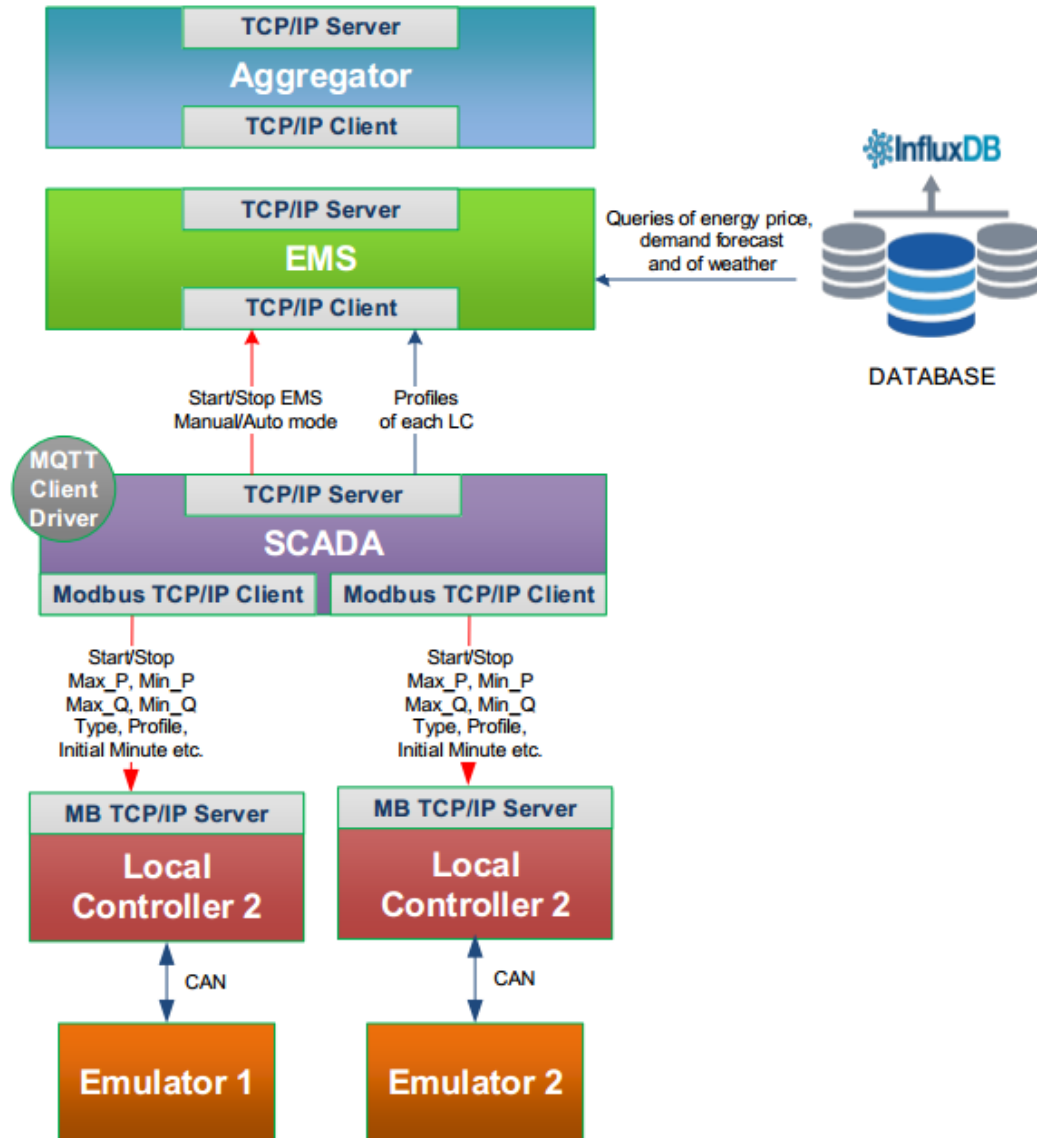 TCP/IP Server
Aggregator
TCP/IP Client
InfluxDB
TCP/IP Server
EMS
TCP/IP Client
Queries of energy price,
demand forecast
and of weather
DATABASE
Start/Stop EMS
Manual/Auto mode
Profiles
of each LC
MQTT
Client
Driver
TCP/IP Server
SCADA
Modbus TCP/IP Client
Modbus TCP/IP Client
Start/Stop
Max_P, Min_P
Max_Q, Min_Q
Type, Profile,
Initial Minute etc.
Start/Stop
Max_P, Min_P
Max_Q, Min_Q
Type, Profile,
Initial Minute etc.
MB TCP/IP Server
Local
Controller 2
MB TCP/IP Server
Local
Controller 2
CAN
CAN
Emulator 1
Emulator 2